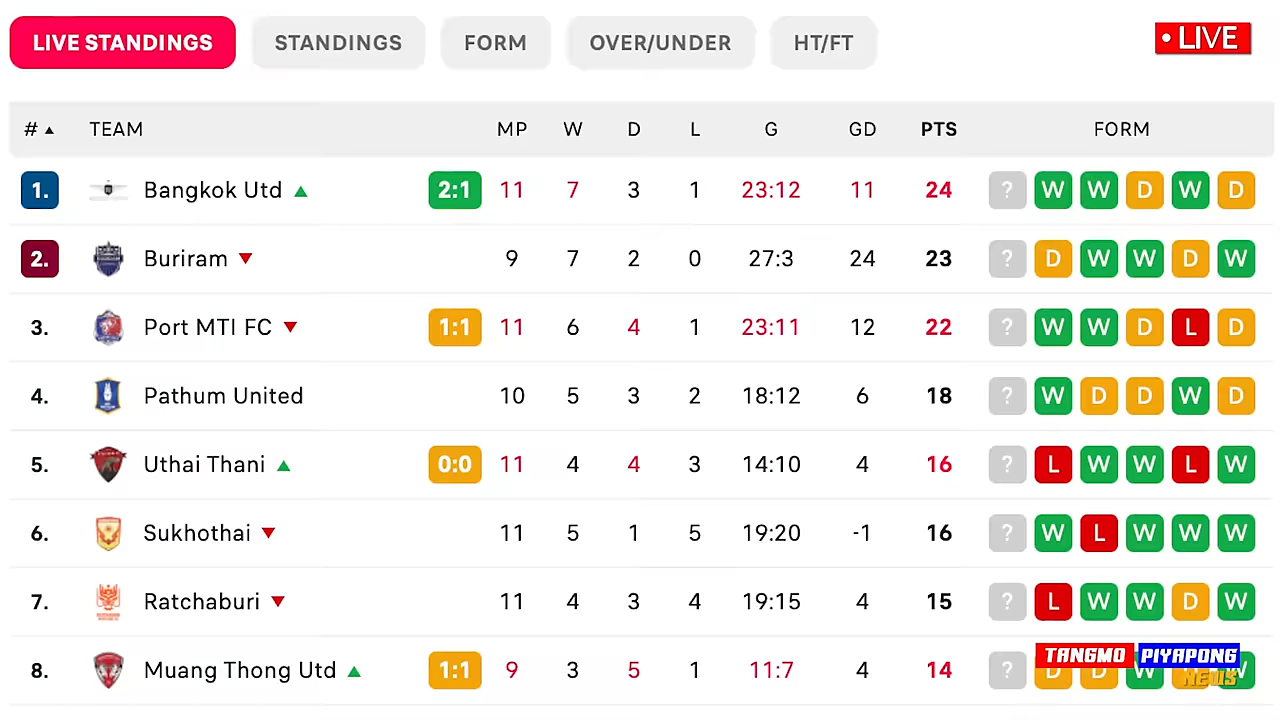 LIVE STANDINGS STANDINGS FORM OVER/UNDER HT/FT • LIVE
# ▲ TEAM MP W D L G GD PTS FORM
1. Bangkok Utd ▲ 2:1 11 7 3 1 23:12 11 24 ? W W D W D
2. Buriram ▼ 9 7 2 0 27:3 24 23 ? D W W D W
3. Port MTI FC ▼ 1:1 11 6 4 1 23:11 12 22 ? W W D L D
4. Pathum United 10 5 3 2 18:12 6 18 ? W D D W D
5. Uthai Thani ▲ 0:0 11 4 4 3 14:10 4 16 ? L W W L W
6. Sukhothai ▼ 11 5 1 5 19:20 -1 16 ? W L W W W
7. Ratchaburi ▼ 11 4 3 4 19:15 4 15 ? L W W D W
TANGMO PIYAPONG
NEWS
8. Muang Thong Utd ▲ 1:1 9 3 5 1 11:7 4 14 ? D D W W